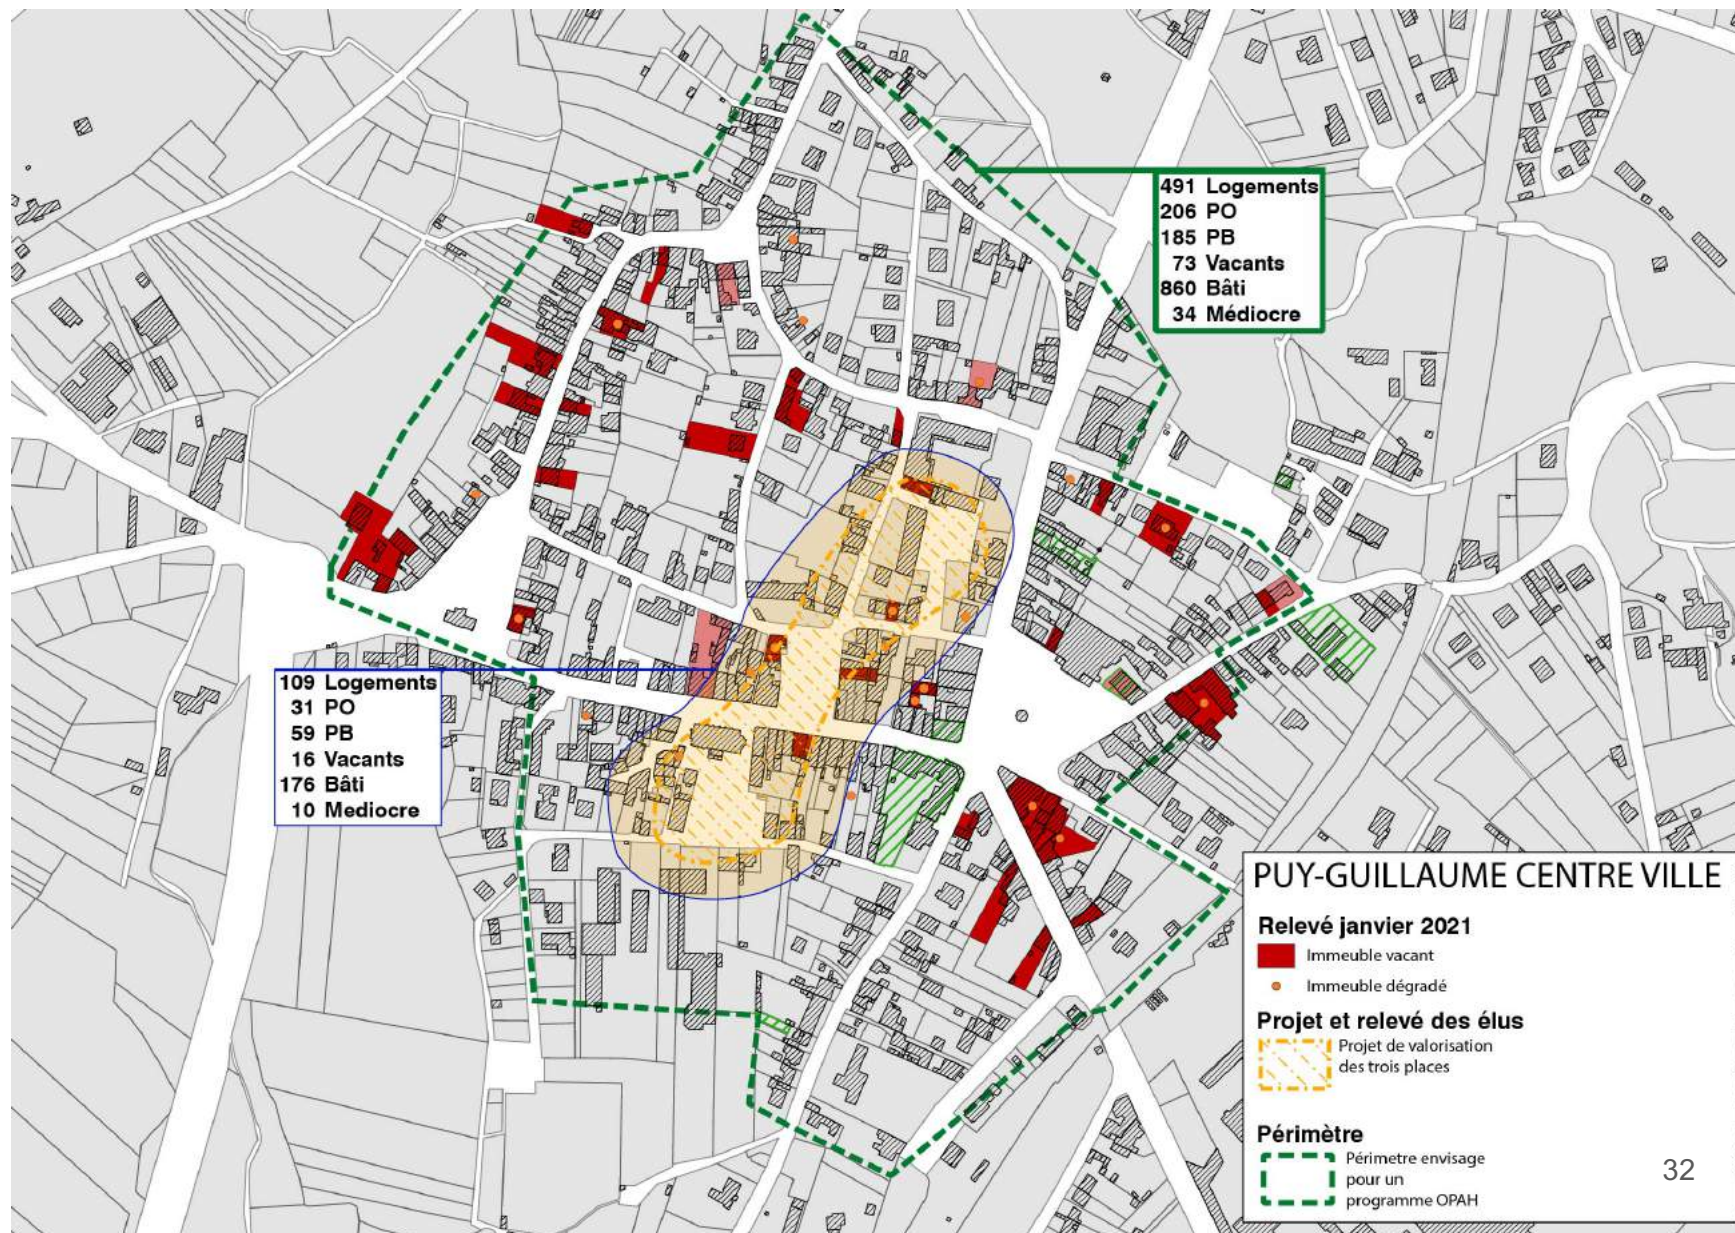 491 Logements
206 PO
185 PB
73 Vacants
860 Bâti
34 Médiocre
109 Logements
31 PO
59 PB
16 Vacants
176 Bâti
10 Mediocre
PUY-GUILLAUME CENTRE VILLE
Relevé janvier 2021
Immeuble vacant
Immeuble dégradé
Projet et relevé des élus
Projet de valorisation
des trois places
Périmètre
Périmetre envisage
pour un
programme OPAH
32